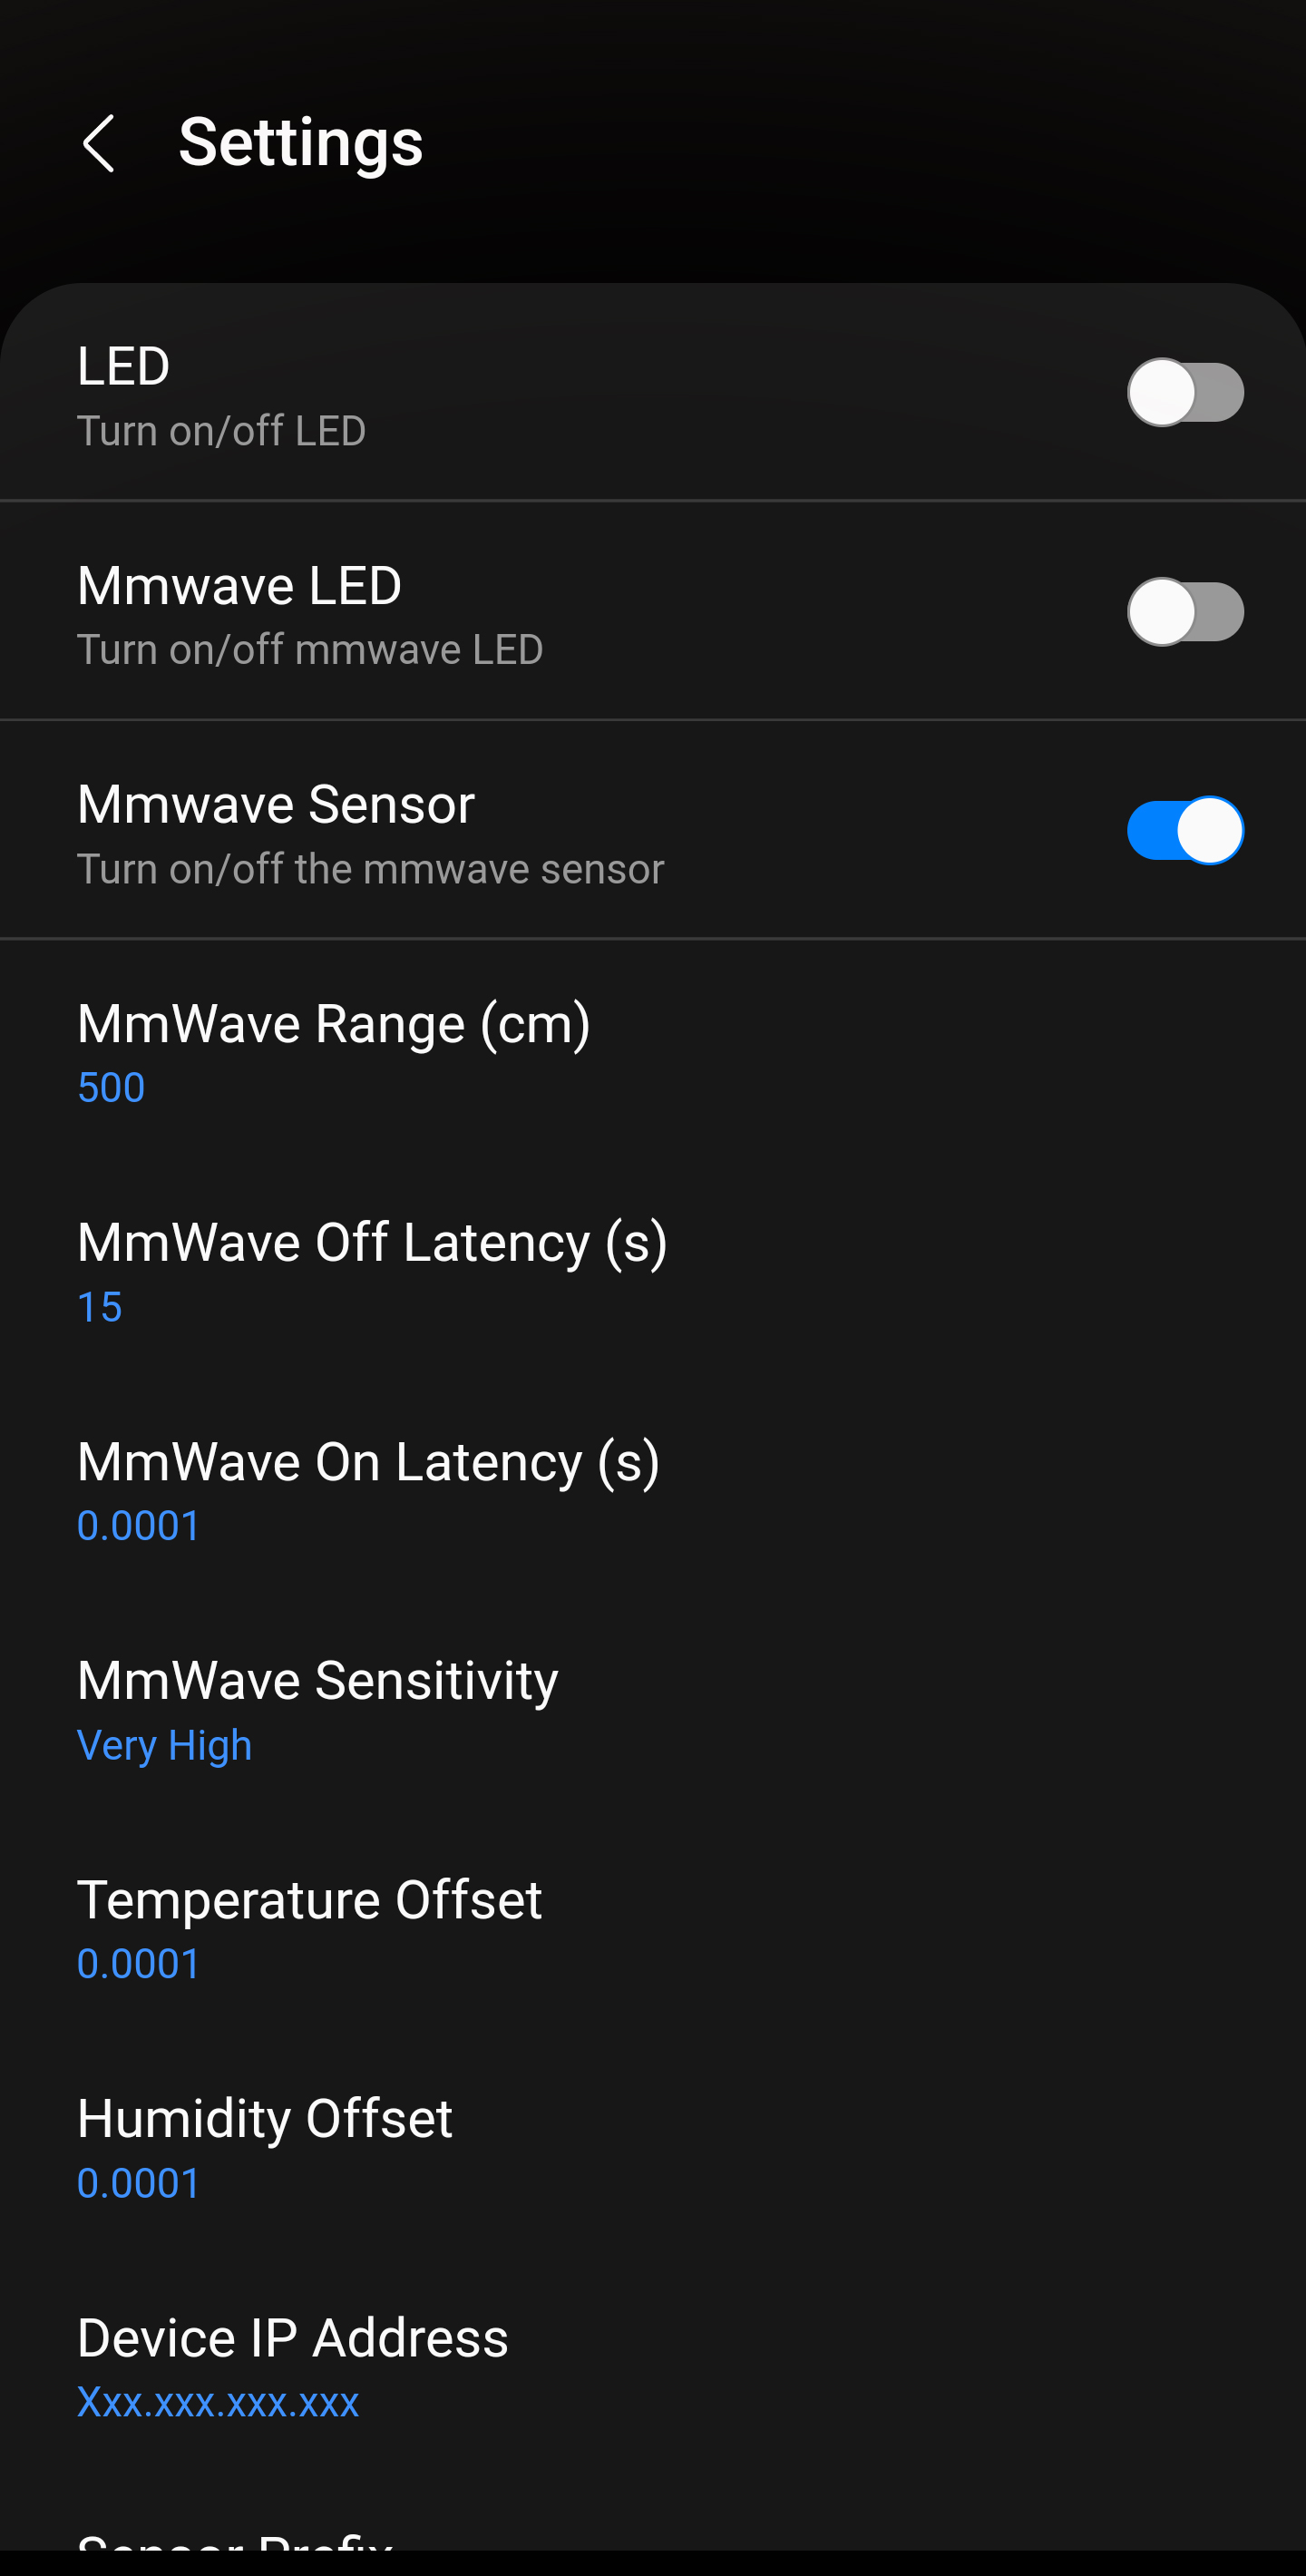 Settings
LED
Turn on/off LED
Mmwave LED
Turn on/off mmwave LED
Mmwave Sensor
Turn on/off the mmwave sensor
MmWave Range (cm)
500
MmWave Off Latency (s)
15
MmWave On Latency (s)
0.0001
MmWave Sensitivity
Very High
Temperature Offset
0.0001
Humidity Offset
0.0001
Device IP Address
Xxx.xxx.xxx.xxx
Sensor Prefix